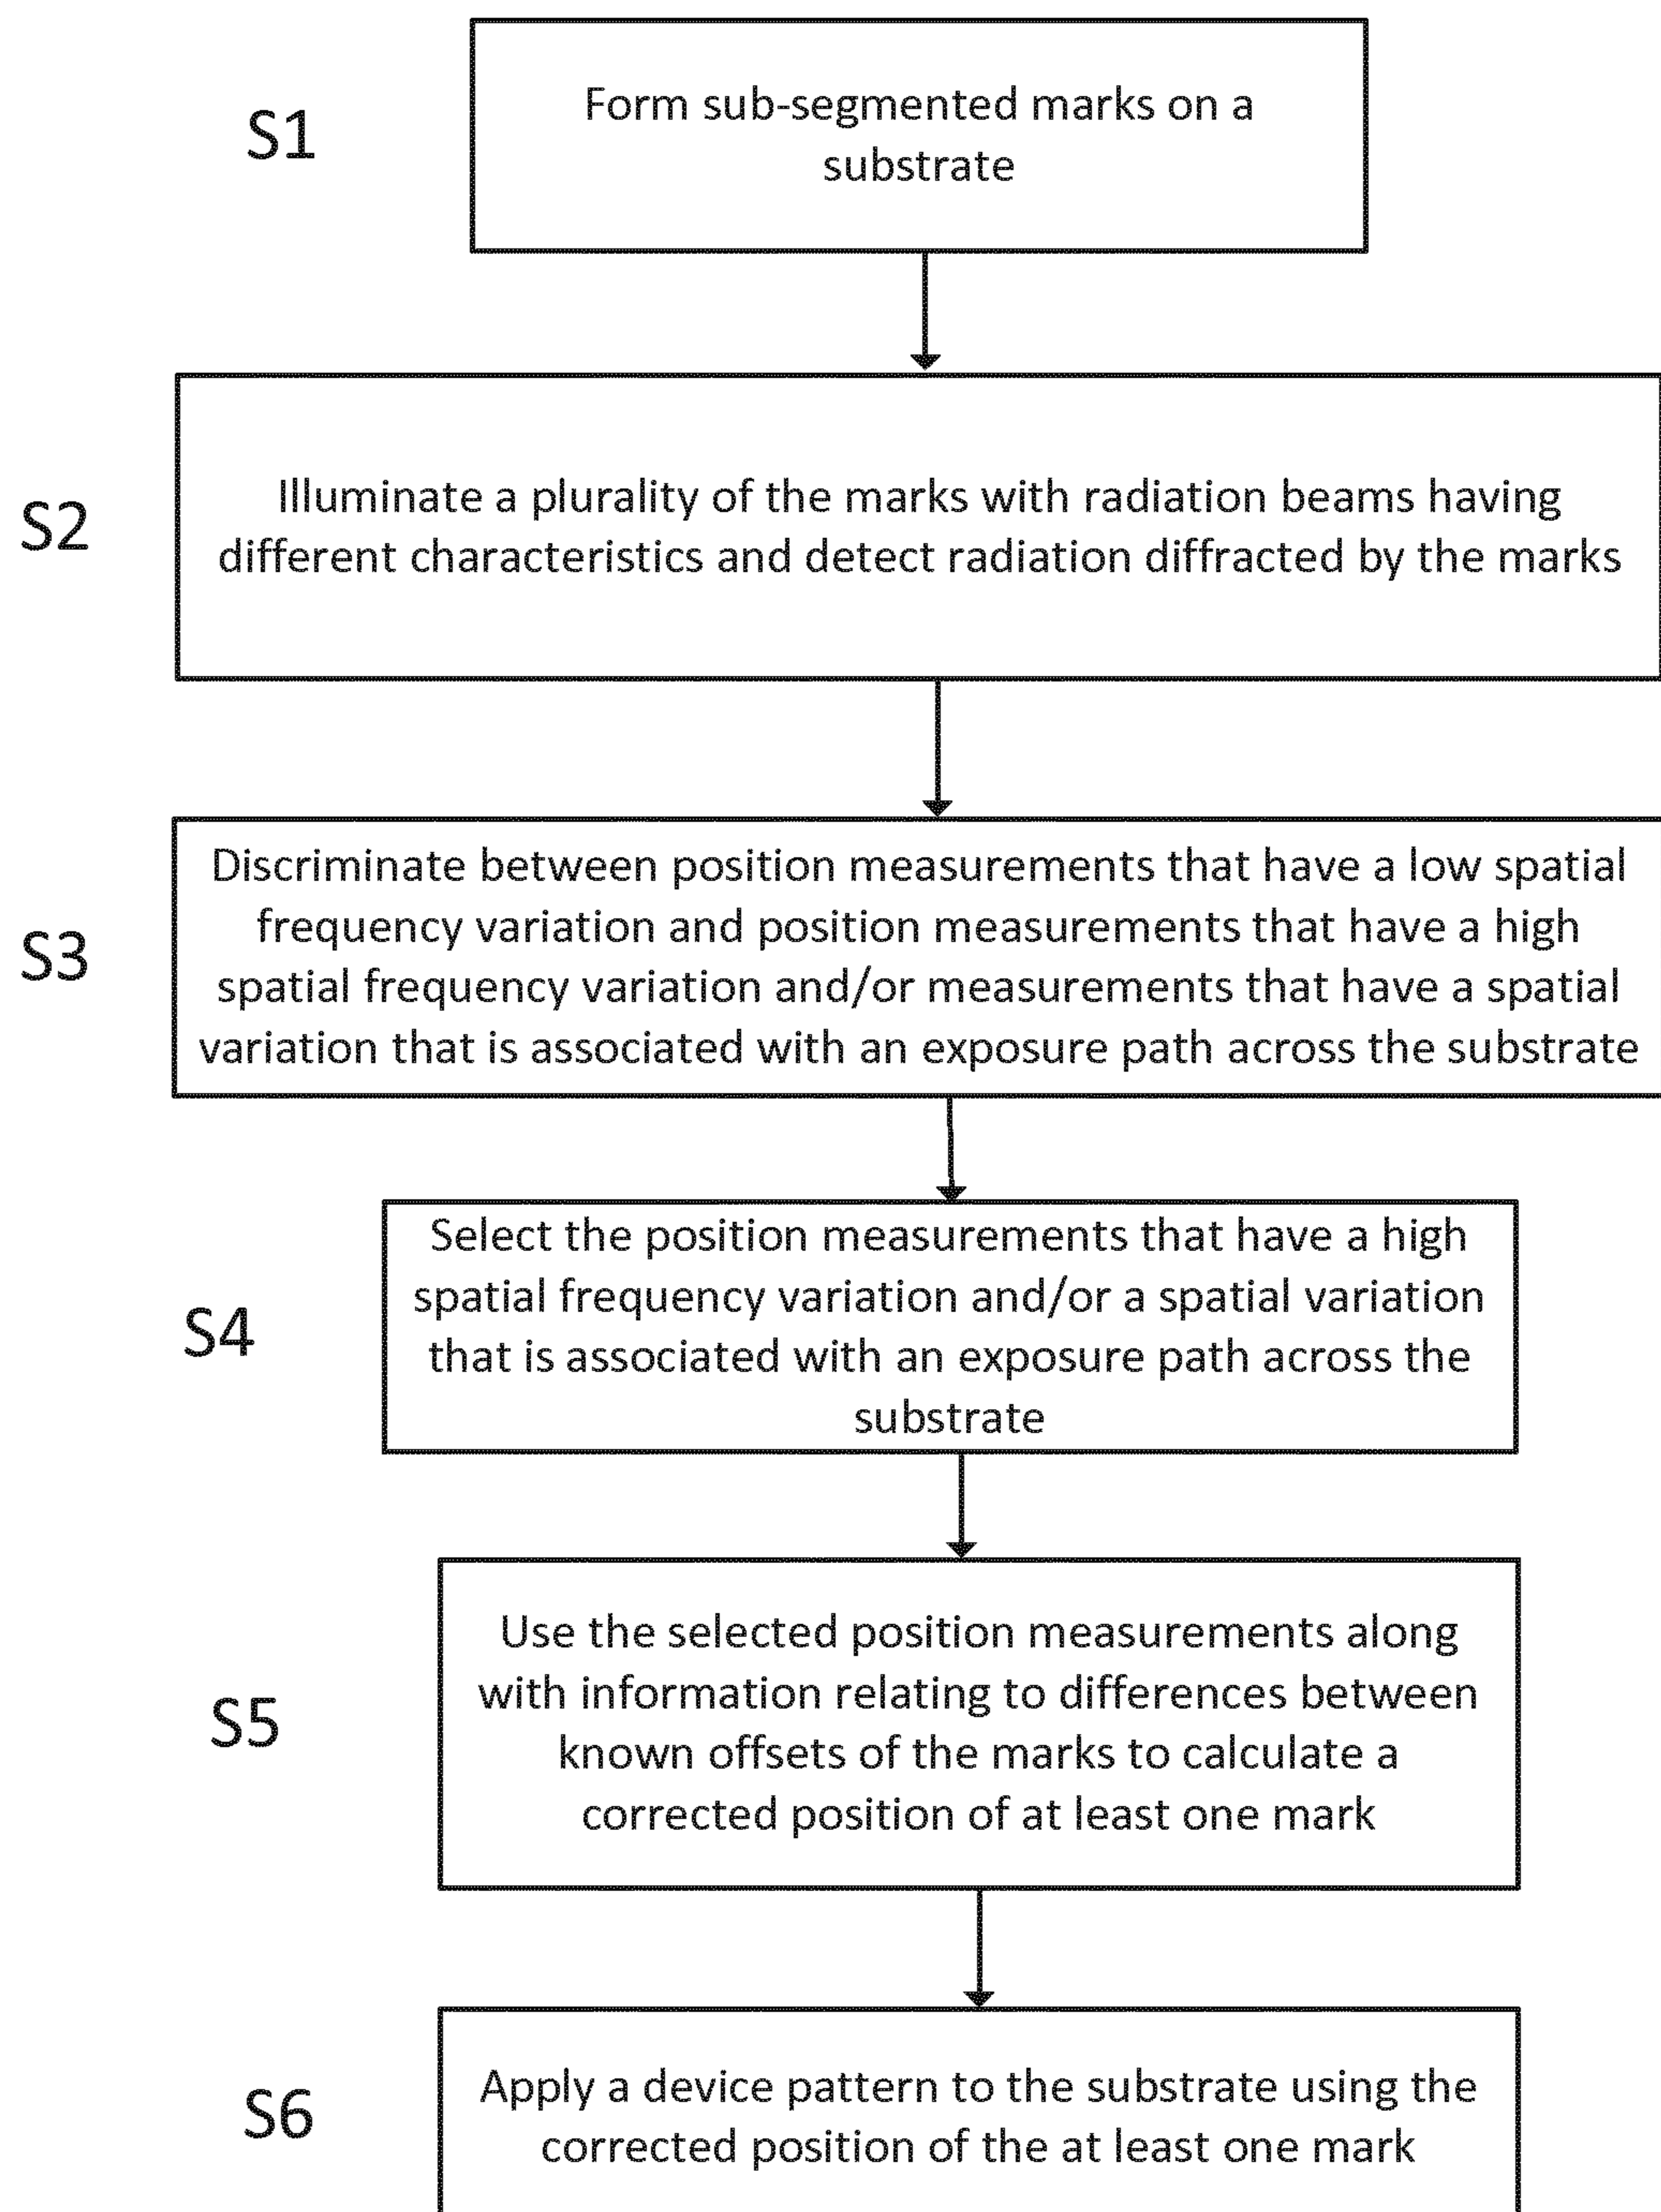 S1
Form sub-segmented marks on a
substrate
S2
Illuminate a plurality of the marks with radiation beams having
different characteristics and detect radiation diffracted by the marks
S3
Discriminate between position measurements that have a low spatial
frequency variation and position measurements that have a high
spatial frequency variation and/or measurements that have a spatial
variation that is associated with an exposure path across the substrate
S4
Select the position measurements that have a high
spatial frequency variation and/or a spatial variation
that is associated with an exposure path across the
substrate
S5
Use the selected position measurements along
with information relating to differences between
known offsets of the marks to calculate a
corrected position of at least one mark
S6
Apply a device pattern to the substrate using the
corrected position of the at least one mark